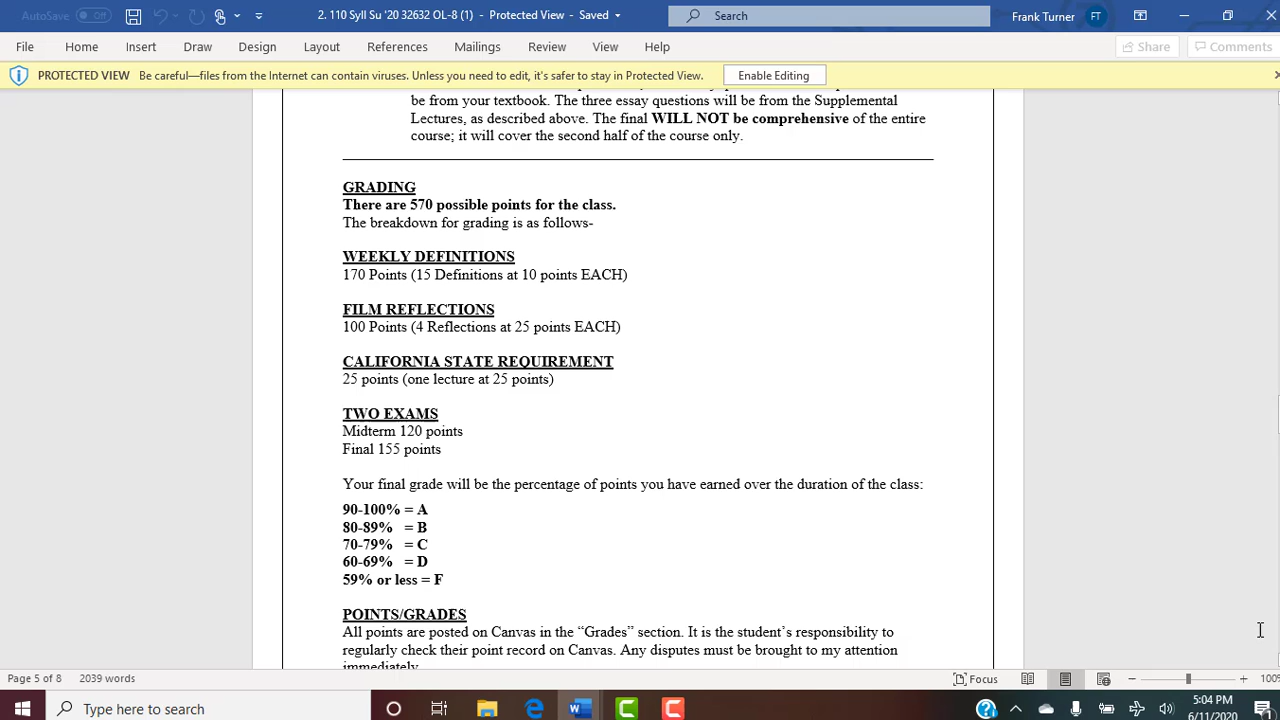 AutoSave Off
2. 110 Syll Su '20 32632 OL-8 (1) - Protected View - Saved
Search
Frank Turner FT
File Home Insert Draw Design Layout References Mailings Review View Help Share Comments
PROTECTED VIEW Be careful—files from the Internet can contain viruses. Unless you need to edit, it's safer to stay in Protected View. Enable Editing
be from your textbook. The three essay questions will be from the Supplemental
Lectures, as described above. The final WILL NOT be comprehensive of the entire
course; it will cover the second half of the course only.
GRADING
There are 570 possible points for the class.
The breakdown for grading is as follows-
WEEKLY DEFINITIONS
170 Points (15 Definitions at 10 points EACH)
FILM REFLECTIONS
100 Points (4 Reflections at 25 points EACH)
CALIFORNIA STATE REQUIREMENT
25 points (one lecture at 25 points)
TWO EXAMS
Midterm 120 points
Final 155 points
Your final grade will be the percentage of points you have earned over the duration of the class:
90-100% = A
80-89% = B
70-79% = C
60-69% = D
59% or less = F
POINTS/GRADES
All points are posted on Canvas in the “Grades” section. It is the student’s responsibility to
regularly check their point record on Canvas. Any disputes must be brought to my attention
immediately.
Page 5 of 8 2039 words Focus 100%
Type here to search
5:04 PM
6/11/2020